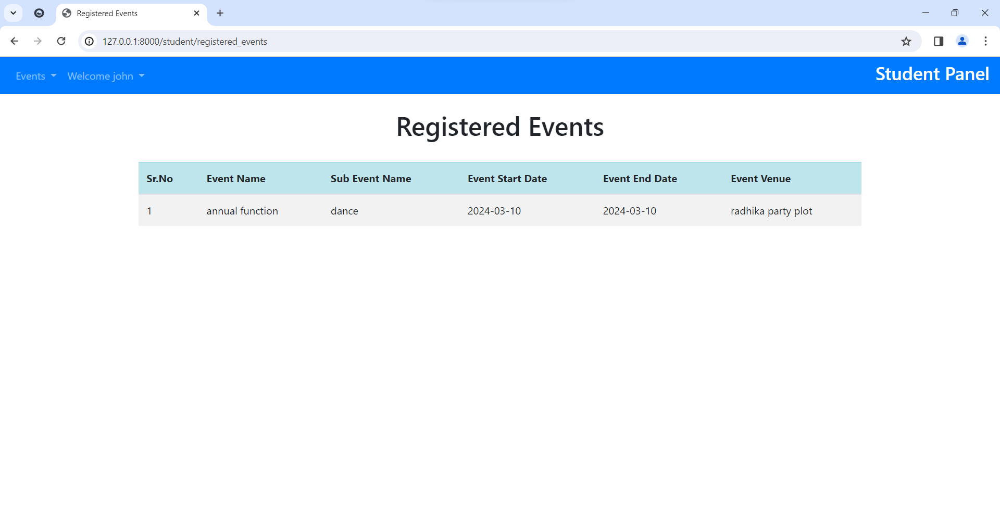 Registered Events
127.0.0.1:8000/student/registered_events
Events Welcome john Student Panel
Registered Events
Sr.No Event Name Sub Event Name Event Start Date Event End Date Event Venue
1 annual function dance 2024-03-10 2024-03-10 radhika party plot